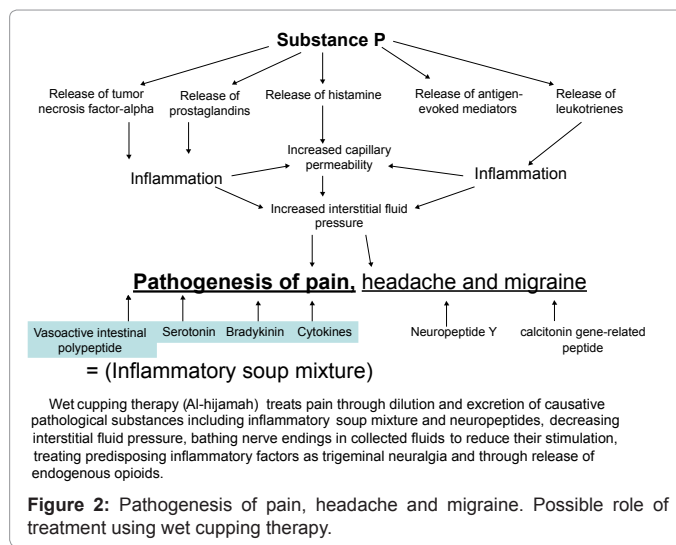 Substance P
Release of tumor
necrosis factor-alpha
Release of
prostaglandins
Release of histamine
Release of antigen-
evoked mediators
Release of
leukotrienes
Increased capillary
permeability
Inflammation
Inflammation
Increased interstitial fluid
pressure
Pathogenesis of pain, headache and migraine
Vasoactive intestinal
polypeptide
Serotonin
Bradykinin
Cytokines
Neuropeptide Y
calcitonin gene-related
peptide
= (Inflammatory soup mixture)
Wet cupping therapy (Al-hijamah) treats pain through dilution and excretion of causative
pathological substances including inflammatory soup mixture and neuropeptides, decreasing
interstitial fluid pressure, bathing nerve endings in collected fluids to reduce their stimulation,
treating predisposing inflammatory factors as trigeminal neuralgia and through release of
endogenous opioids.
Figure 2: Pathogenesis of pain, headache and migraine. Possible role of
treatment using wet cupping therapy.